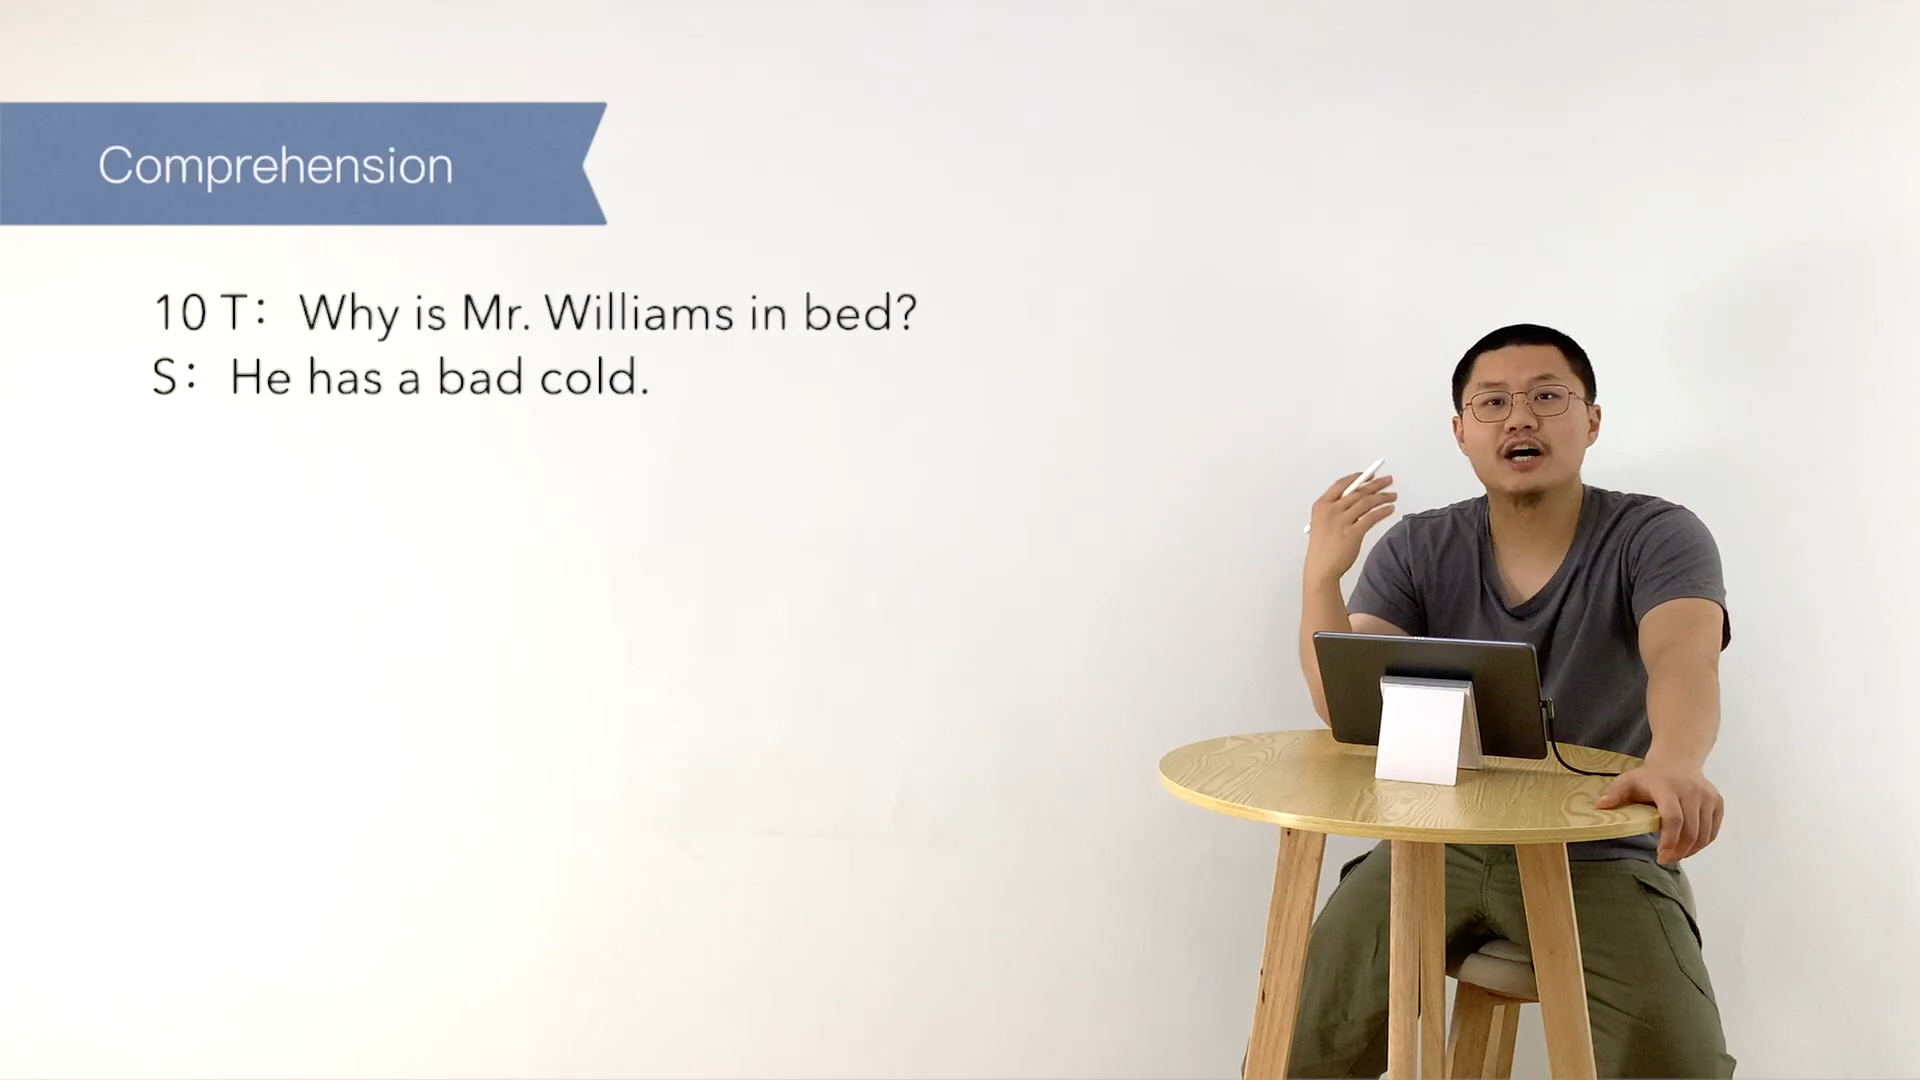 Comprehension
10 T： Why is Mr. Williams in bed?
S： He has a bad cold.